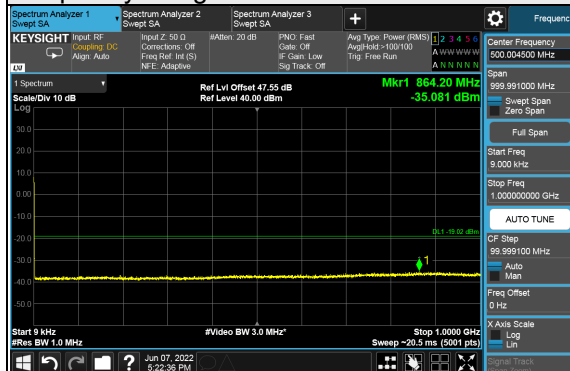 Spectrum Analyzer 1
Swept SA
Spectrum Analyzer 2
Swept SA
Spectrum Analyzer 3
Swept SA
+
Frequenc
KEYSIGHT
Input: RF
Coupling: DC
Align: Auto
Input Z: 50 Ω
Corrections: Off
Freq Ref: Int (S)
NFE: Adaptive
#Atten: 20 dB
PNO: Fast
Gate: Off
IF Gain: Low
Sig Track: Off
Avg Type: Power (RMS)
Avg|Hold:>100/100
Trig: Free Run
1 2 3 4 5 6
A W W W W W
A N N N N N
LXI
1 Spectrum
Scale/Div 10 dB
Log
Ref Lvl Offset 47.55 dB
Ref Level 40.00 dBm
Mkr1 864.20 MHz
-35.081 dBm
30.0
20.0
10.0
0.00
-10.0
-20.0
-30.0
-40.0
-50.0
DL1 -19.02 dBm
1
Start 9 kHz
#Res BW 1.0 MHz
#Video BW 3.0 MHz*
Stop 1.0000 GHz
Sweep ~20.5 ms (5001 pts)
Jun 07, 2022
5:22:36 PM
?
Center Frequency
500.004500 MHz
Span
999.991000 MHz
Swept Span
Zero Span
Full Span
Start Freq
9.000 kHz
Stop Freq
1.000000000 GHz
AUTO TUNE
CF Step
99.999100 MHz
Auto
Man
Freq Offset
0 Hz
X Axis Scale
Log
Lin
Signal Track